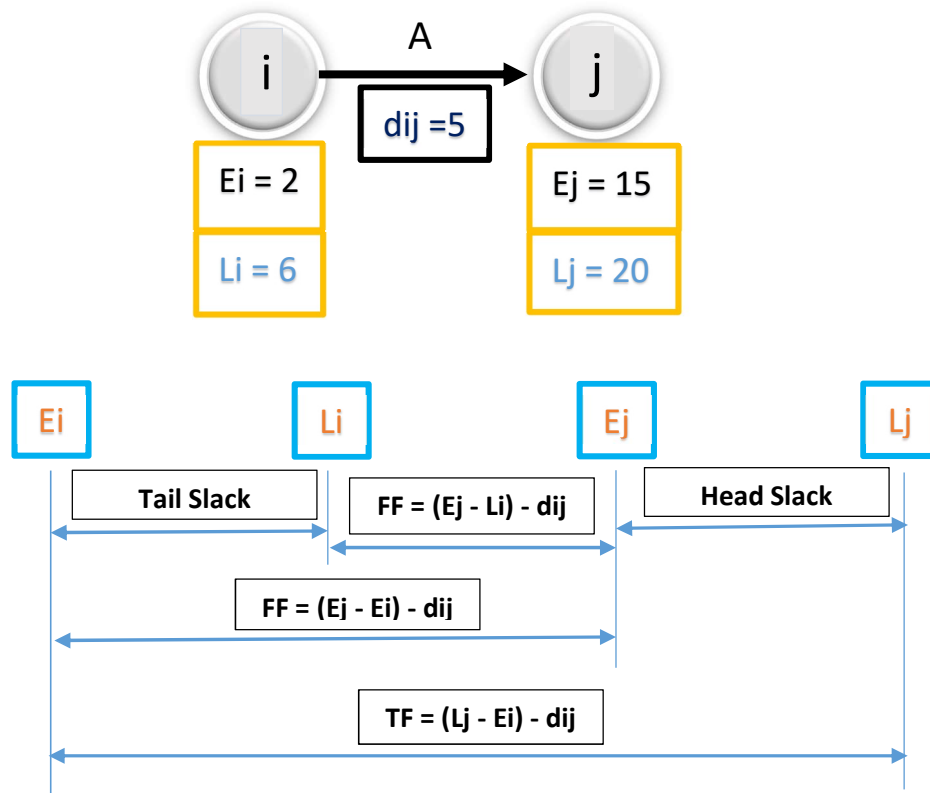 A
i
j
dij =5
Ei = 2
Ej = 15
Li = 6
Lj = 20
Ei
Li
Ej
Lj
Tail Slack
FF = (Ej - Li) - dij
Head Slack
FF = (Ej - Ei) - dij
TF = (Lj - Ei) - dij